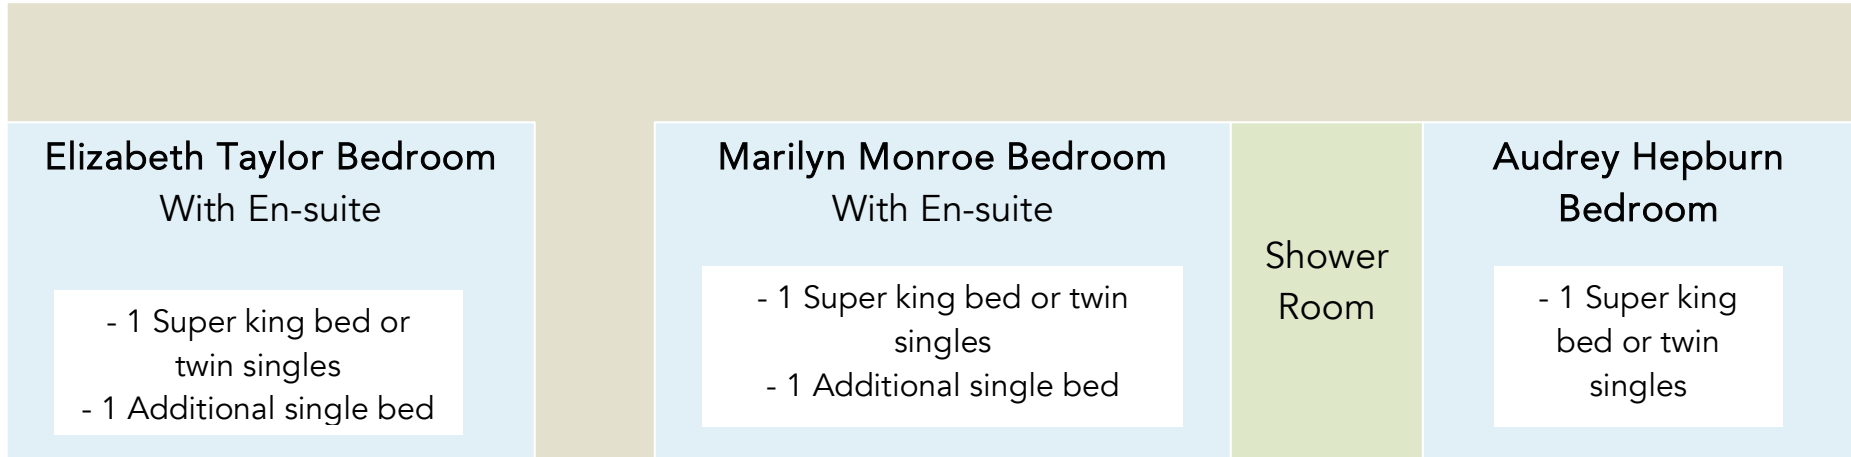 Elizabeth Taylor Bedroom
With En-suite
- 1 Super king bed or
twin singles
- 1 Additional single bed
Marilyn Monroe Bedroom
With En-suite
- 1 Super king bed or twin
singles
- 1 Additional single bed
Shower
Room
Audrey Hepburn
Bedroom
- 1 Super king
bed or twin
singles